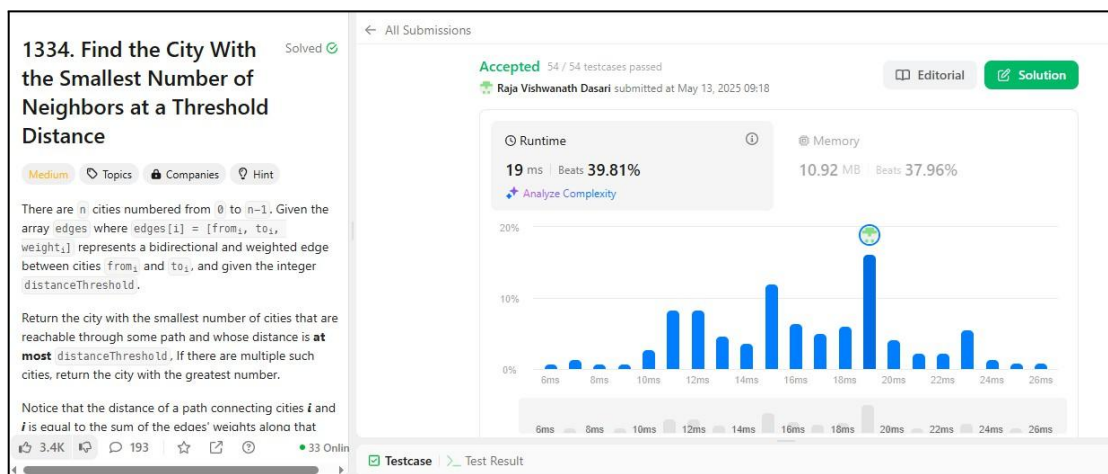 1334. Find the City With
the Smallest Number of
Neighbors at a Threshold
Distance
Solved
Medium
Topics
Companies
Hint
There are n cities numbered from 0 to n-1. Given the
array edges where edges[i] = [fromi, toi,
weighti] represents a bidirectional and weighted edge
between cities fromi and toi, and given the integer
distanceThreshold.
Return the city with the smallest number of cities that are
reachable through some path and whose distance is at
most distanceThreshold, If there are multiple such
cities, return the city with the greatest number.
Notice that the distance of a path connecting cities i and
j is equal to the sum of the edges' weights along that
3.4K
193
33 Onlin
← All Submissions
Accepted 54 / 54 testcases passed
Raja Vishwanath Dasari submitted at May 13, 2025 09:18
Editorial
Solution
Runtime
19 ms | Beats 39.81%
Analyze Complexity
Memory
10.92 MB Beats 37.96%
20%
10%
0%
6ms 8ms 10ms 12ms 14ms 16ms 18ms 20ms 22ms 24ms 26ms
6ms 8ms 10ms 12ms 14ms 16ms 18ms 20ms 22ms 24ms 26ms
Testcase | >_ Test Result